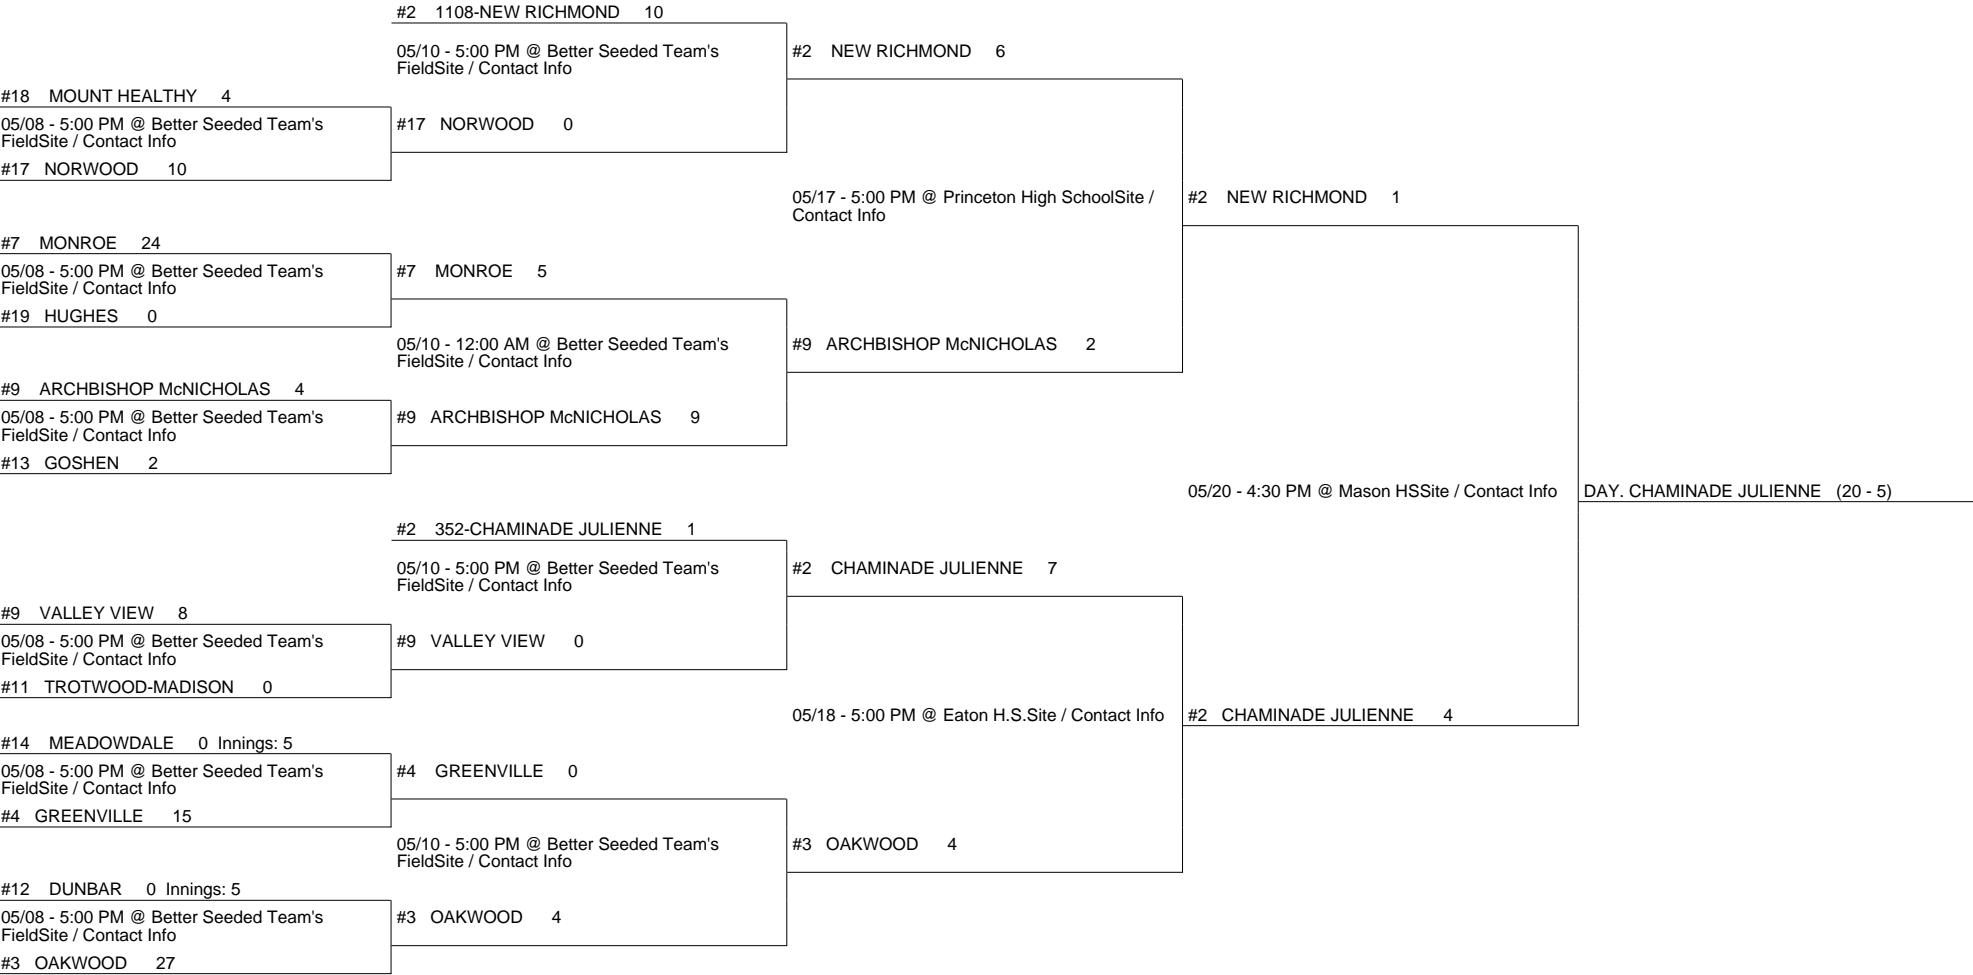 #2 1108-NEW RICHMOND 10
05/10 - 5:00 PM @ Better Seeded Team's
FieldSite / Contact Info
#2 NEW RICHMOND 6
#18 MOUNT HEALTHY 4
05/08 - 5:00 PM @ Better Seeded Team's
FieldSite / Contact Info
#17 NORWOOD 0
#17 NORWOOD 10
05/17 - 5:00 PM @ Princeton High SchoolSite /
Contact Info
#2 NEW RICHMOND 1
#7 MONROE 24
05/08 - 5:00 PM @ Better Seeded Team's
FieldSite / Contact Info
#7 MONROE 5
#19 HUGHES 0
05/10 - 12:00 AM @ Better Seeded Team's
FieldSite / Contact Info
#9 ARCHBISHOP McNICHOLAS 2
#9 ARCHBISHOP McNICHOLAS 4
05/08 - 5:00 PM @ Better Seeded Team's
FieldSite / Contact Info
#9 ARCHBISHOP McNICHOLAS 9
#13 GOSHEN 2
05/20 - 4:30 PM @ Mason HSSite / Contact Info
DAY. CHAMINADE JULIENNE (20 - 5)
#2 352-CHAMINADE JULIENNE 1
05/10 - 5:00 PM @ Better Seeded Team's
FieldSite / Contact Info
#2 CHAMINADE JULIENNE 7
#9 VALLEY VIEW 8
05/08 - 5:00 PM @ Better Seeded Team's
FieldSite / Contact Info
#9 VALLEY VIEW 0
#11 TROTWOOD-MADISON 0
05/18 - 5:00 PM @ Eaton H.S.Site / Contact Info
#2 CHAMINADE JULIENNE 4
#14 MEADOWDALE 0 Innings: 5
05/08 - 5:00 PM @ Better Seeded Team's
FieldSite / Contact Info
#4 GREENVILLE 0
#4 GREENVILLE 15
05/10 - 5:00 PM @ Better Seeded Team's
FieldSite / Contact Info
#3 OAKWOOD 4
#12 DUNBAR 0 Innings: 5
05/08 - 5:00 PM @ Better Seeded Team's
FieldSite / Contact Info
#3 OAKWOOD 4
#3 OAKWOOD 27